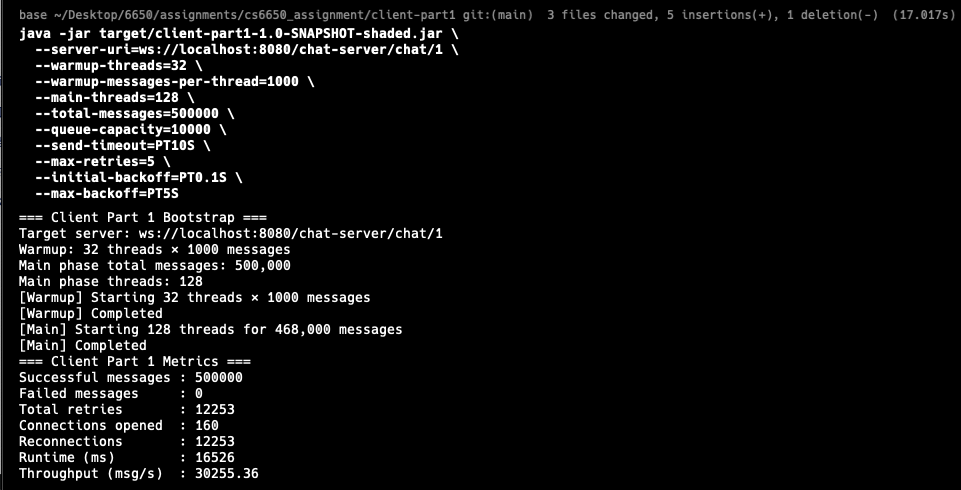 base ~/Desktop/6650/assignments/cs6650_assignment/client-part1 git:(main)  3 files changed, 5 insertions(+), 1 deletion(-)  (17.017s)
java -jar target/client-part1-1.0-SNAPSHOT-shaded.jar \
  --server-uri=ws://localhost:8080/chat-server/chat/1 \
  --warmup-threads=32 \
  --warmup-messages-per-thread=1000 \
  --main-threads=128 \
  --total-messages=500000 \
  --queue-capacity=10000 \
  --send-timeout=PT10S \
  --max-retries=5 \
  --initial-backoff=PT0.1S \
  --max-backoff=PT5S
=== Client Part 1 Bootstrap ===
Target server: ws://localhost:8080/chat-server/chat/1
Warmup: 32 threads × 1000 messages
Main phase total messages: 500,000
Main phase threads: 128
[Warmup] Starting 32 threads × 1000 messages
[Warmup] Completed
[Main] Starting 128 threads for 468,000 messages
[Main] Completed
=== Client Part 1 Metrics ===
Successful messages : 500000
Failed messages     : 0
Total retries       : 12253
Connections opened  : 160
Reconnections       : 12253
Runtime (ms)        : 16526
Throughput (msg/s)  : 30255.36